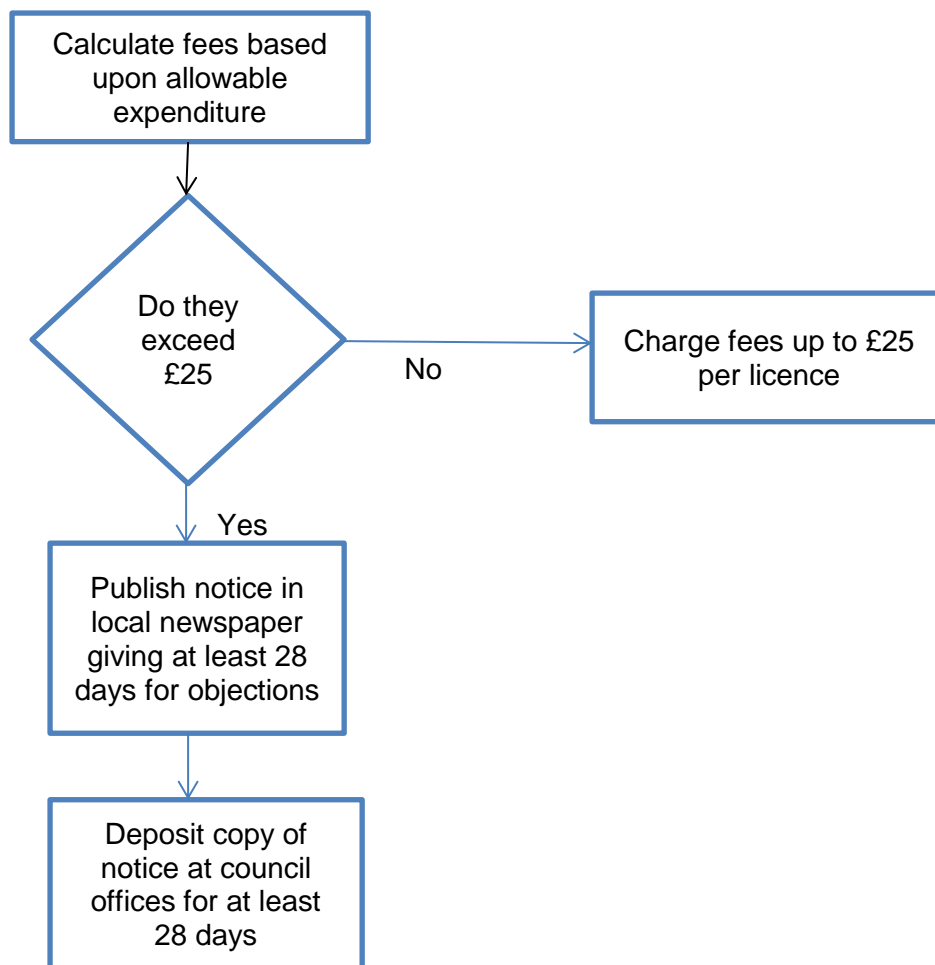 Calculate fees based
upon allowable
expenditure
Do they
exceed
£25
No
Charge fees up to £25
per licence
Yes
Publish notice in
local newspaper
giving at least 28
days for objections
Deposit copy of
notice at council
offices for at least
28 days